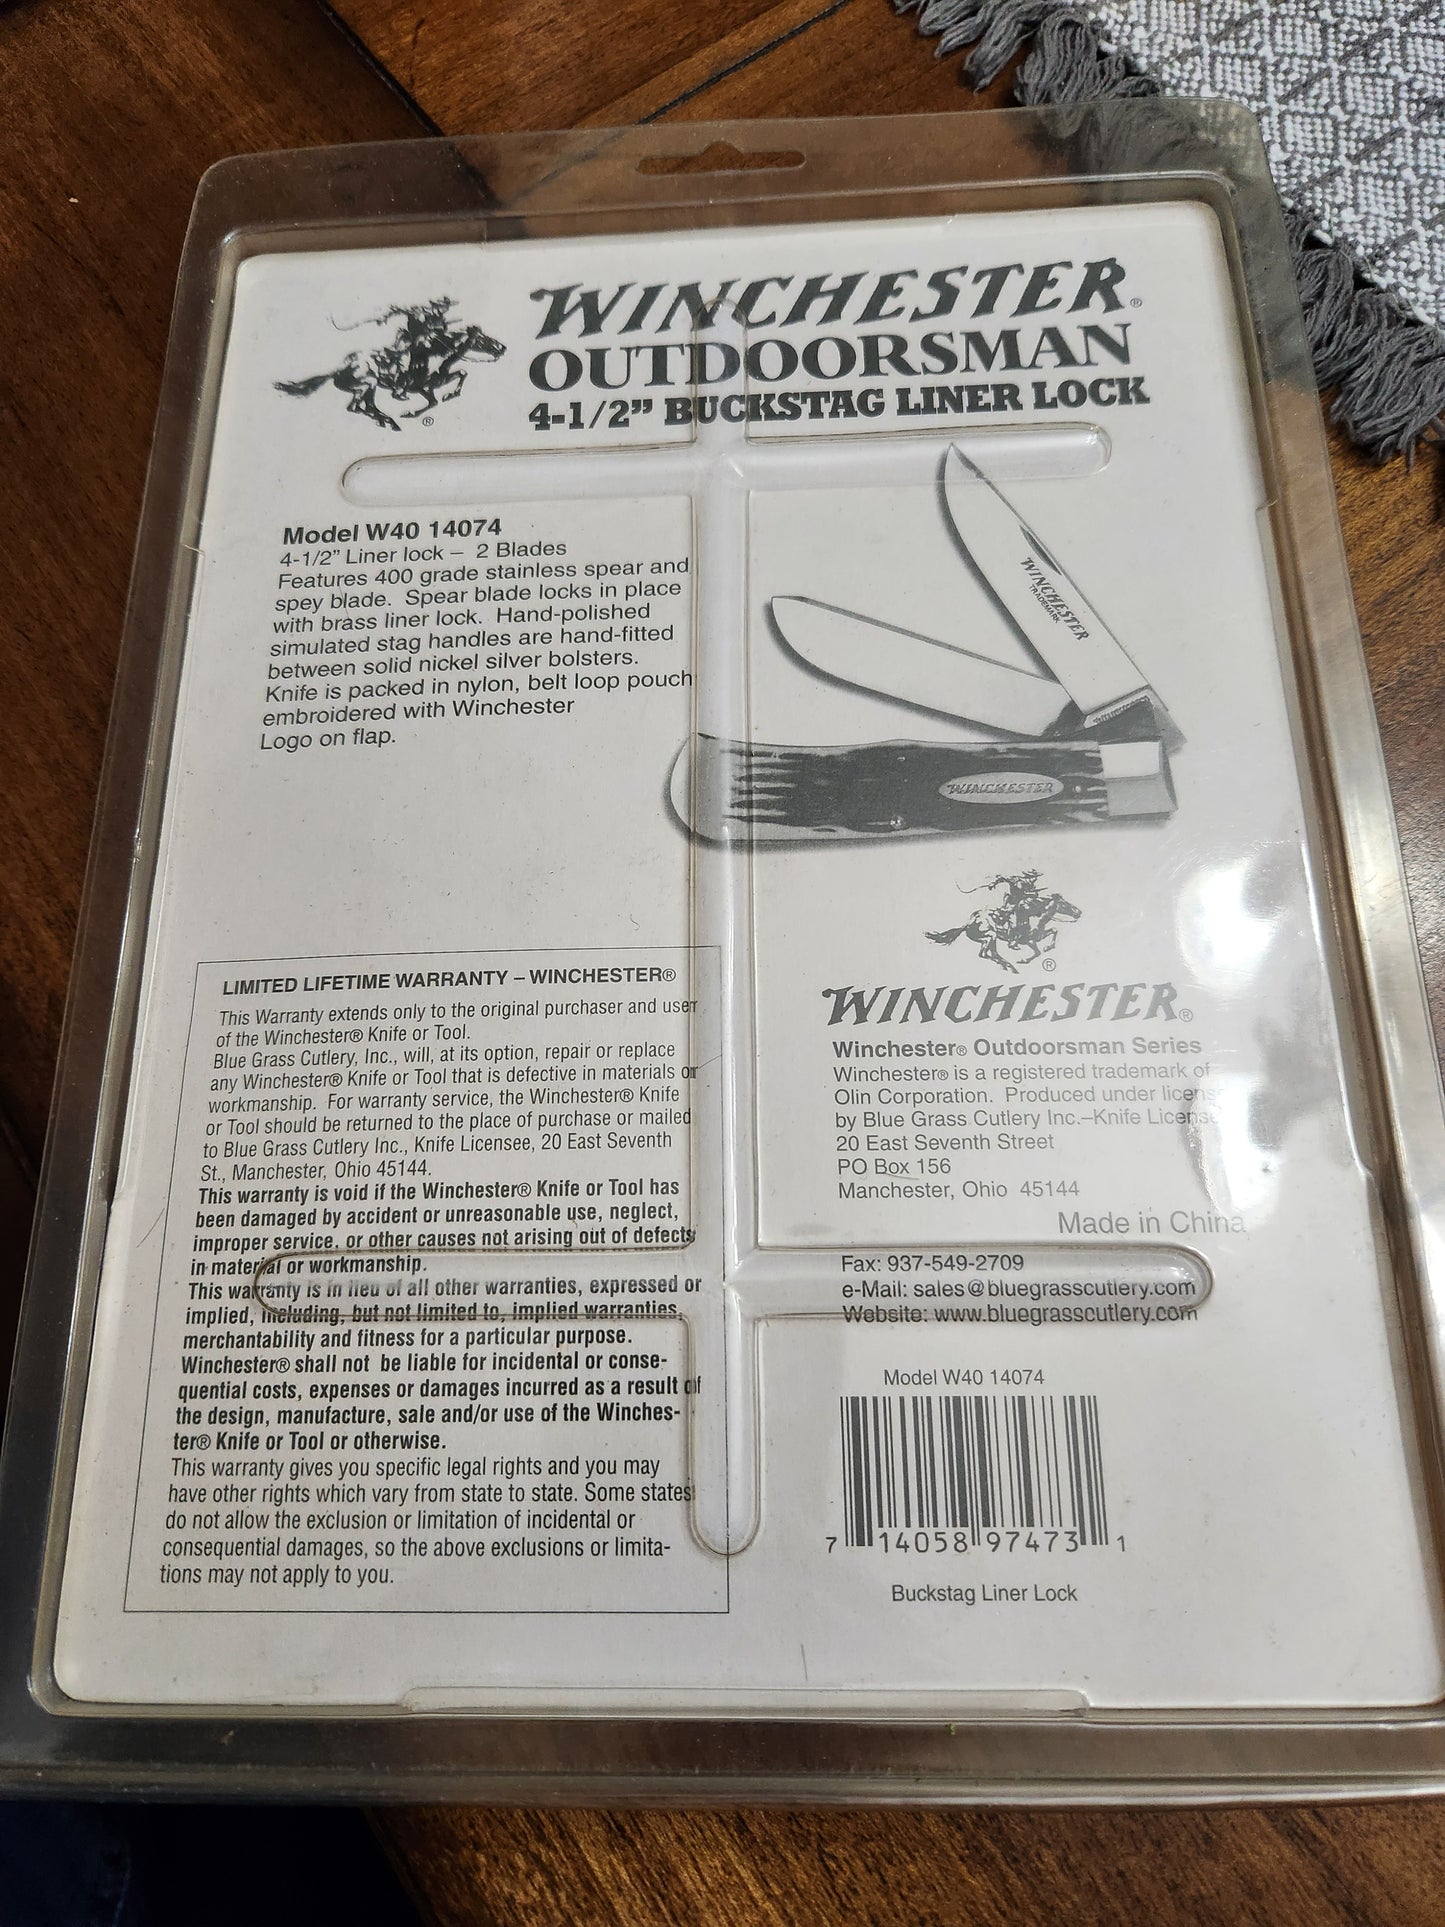 WINCHESTER®
OUTDOORSMAN
4-1/2” BUCKSTAG LINER LOCK
®
Model W40 14074
4-1/2” Liner lock – 2 Blades
Features 400 grade stainless spear and
spey blade. Spear blade locks in place
with brass liner lock. Hand-polished
simulated stag handles are hand-fitted
between solid nickel silver bolsters.
Knife is packed in nylon, belt loop pouch
embroidered with Winchester
Logo on flap.
WINCHESTER
TRADEMARK
WINCHESTER
WINCHESTER
LIMITED LIFETIME WARRANTY – WINCHESTER®
This Warranty extends only to the original purchaser and user
of the Winchester® Knife or Tool.
Blue Grass Cutlery, Inc., will, at its option, repair or replace
any Winchester® Knife or Tool that is defective in materials or
workmanship. For warranty service, the Winchester® Knife
or Tool should be returned to the place of purchase or mailed
to Blue Grass Cutlery Inc., Knife Licensee, 20 East Seventh
St., Manchester, Ohio 45144.
This warranty is void if the Winchester® Knife or Tool has
been damaged by accident or unreasonable use, neglect,
improper service, or other causes not arising out of defects
in material or workmanship.
This warranty is in lieu of all other warranties, expressed or
implied, including, but not limited to, implied warranties,
merchantability and fitness for a particular purpose.
Winchester® shall not be liable for incidental or conse-
quential costs, expenses or damages incurred as a result of
the design, manufacture, sale and/or use of the Winches-
ter® Knife or Tool or otherwise.
This warranty gives you specific legal rights and you may
have other rights which vary from state to state. Some states
do not allow the exclusion or limitation of incidental or
consequential damages, so the above exclusions or limita-
tions may not apply to you.
®
WINCHESTER®
Winchester® Outdoorsman Series
Winchester® is a registered trademark of
Olin Corporation. Produced under license
by Blue Grass Cutlery Inc.–Knife Licensee
20 East Seventh Street
PO Box 156
Manchester, Ohio 45144
Made in China
Fax: 937-549-2709
e-Mail: sales@bluegrasscutlery.com
Website: www.bluegrasscutlery.com
Model W40 14074
7 14058 97473 1
Buckstag Liner Lock